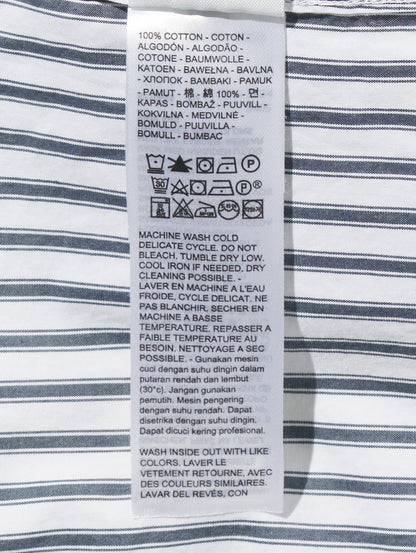 100% COTTON - COTON -
ALGODÓN - ALGODÃO -
COTONE - BAUMWOLLE -
KATOEN - BAWEŁNA - BAVLNA
- ХЛОПОК - BAMBAKI - PAMUK
- PAMUT - 棉 - 綿 100% - 면 -
KAPAS - BOMBAŽ - PUUVILL -
KOKVILNA - MEDVILNĖ -
BOMULD - PUUVILLA -
BOMULL - BUMBAC
MACHINE WASH COLD
DELICATE CYCLE. DO NOT
BLEACH. TUMBLE DRY LOW.
COOL IRON IF NEEDED. DRY
CLEANING POSSIBLE. -
LAVER EN MACHINE A L'EAU
FROIDE, CYCLE DELICAT. NE
PAS BLANCHIR. SECHER EN
MACHINE A BASSE
TEMPERATURE. REPASSER A
FAIBLE TEMPERATURE AU
BESOIN. NETTOYAGE A SEC
POSSIBLE. - Gunakan mesin
cuci dengan suhu dingin dalam
putaran rendah dan lembut
(30°c). Jangan gunakan
pemutih. Mesin pengering
dengan suhu rendah. Dapat
disetrika dengan suhu dingin.
Dapat dicuci kering profesional.
WASH INSIDE OUT WITH LIKE
COLORS. LAVER LE
VETEMENT RETOURNE, AVEC
DES COULEURS SIMILAIRES.
LAVAR DEL REVÉS, CON